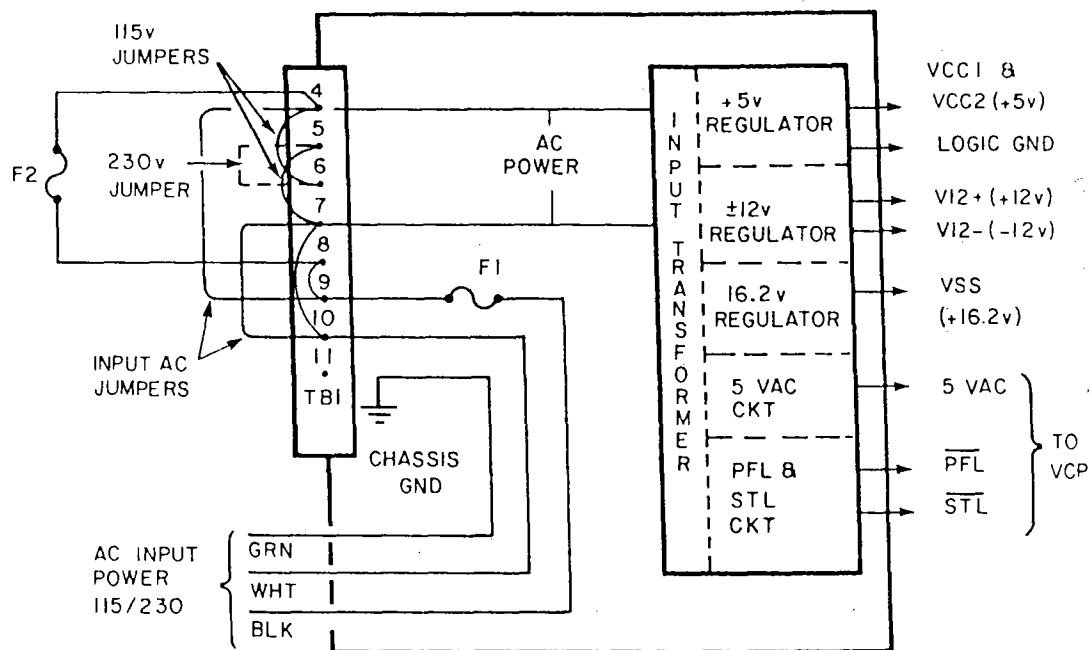 115v
JUMPERS
F2
230v
JUMPER
INPUT AC
JUMPERS
4
5
6
7
8
9
10
11
TB1
F1
AC
POWER
CHASSIS
GND
AC INPUT
POWER
115/230
GRN
WHT
BLK
INPUT TRANSFORMER
+5v
REGULATOR
±12v
REGULATOR
16.2v
REGULATOR
5 VAC
CKT
PFL &
STL
CKT
VCC1 &
VCC2 (+5v)
LOGIC GND
V12+ (+12v)
V12- (-12v)
VSS
(+16.2v)
5 VAC
PFL
STL
TO
VCP